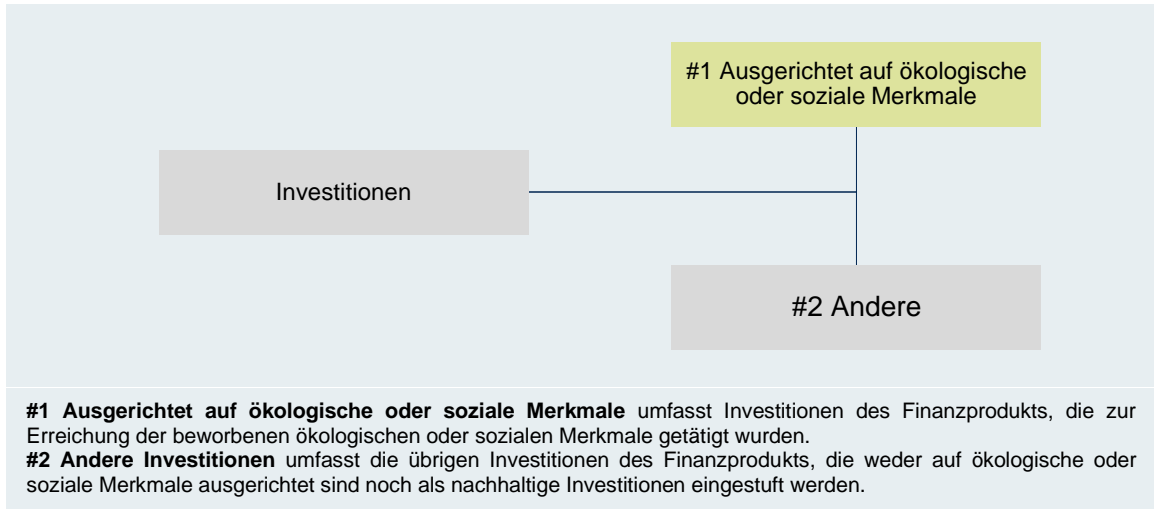 #1 Ausgerichtet auf ökologische
oder soziale Merkmale
Investitionen
#2 Andere
#1 Ausgerichtet auf ökologische oder soziale Merkmale umfasst Investitionen des Finanzprodukts, die zur
Erreichung der beworbenen ökologischen oder sozialen Merkmale getätigt wurden.
#2 Andere Investitionen umfasst die übrigen Investitionen des Finanzprodukts, die weder auf ökologische oder
soziale Merkmale ausgerichtet sind noch als nachhaltige Investitionen eingestuft werden.